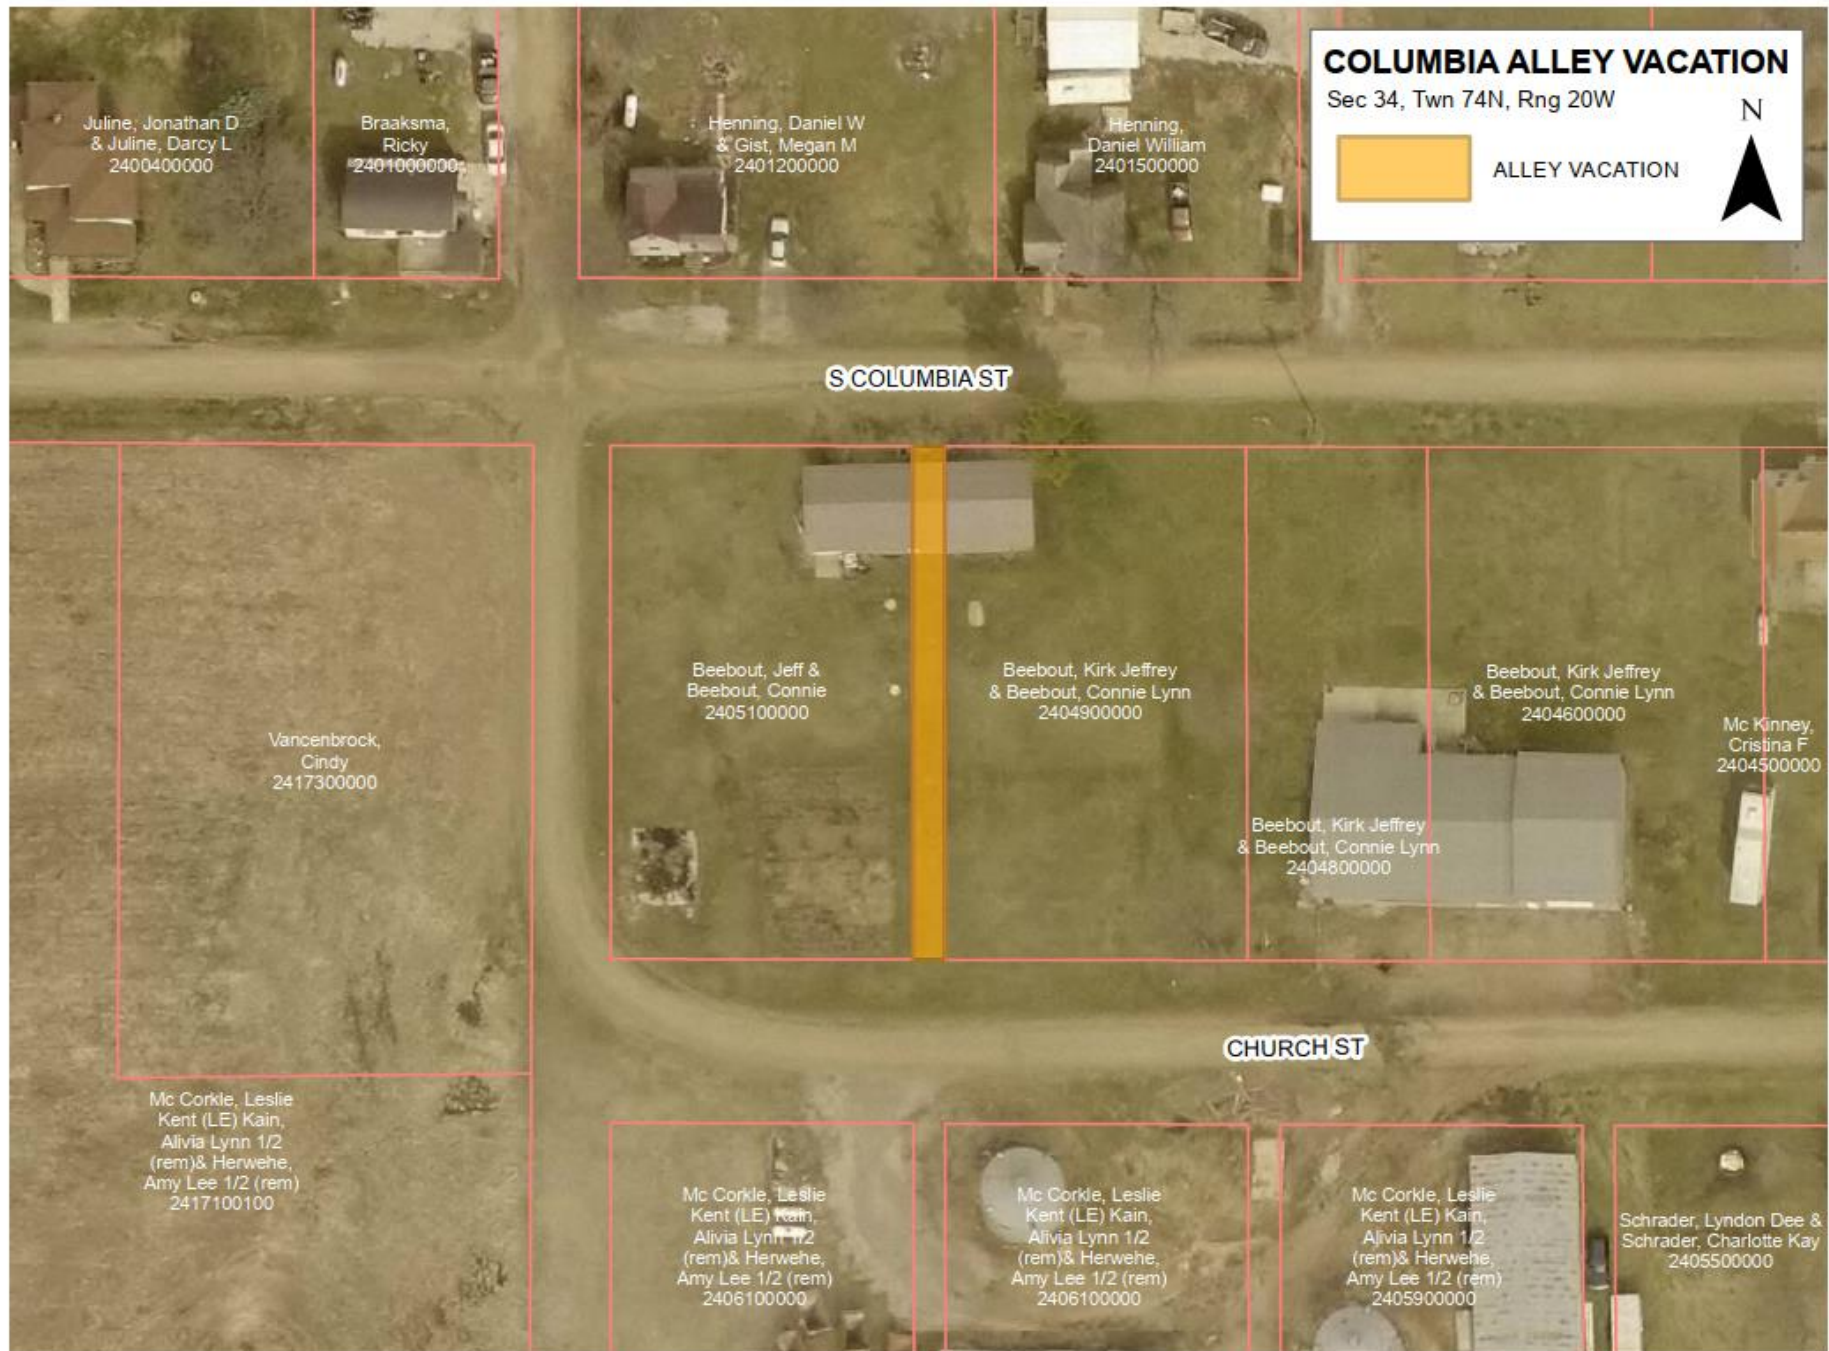 COLUMBIA ALLEY VACATION
Sec 34, Twn 74N, Rng 20W
N
ALLEY VACATION
Juline, Jonathan D
& Juline, Darcy L
2400400000
Braaksma,
Ricky
2401000000
Henning, Daniel W
& Gist, Megan M
2401200000
Henning,
Daniel William
2401500000
S COLUMBIA ST
Beebout, Jeff &
Beebout, Connie
2405100000
Beebout, Kirk Jeffrey
& Beebout, Connie Lynn
2404900000
Beebout, Kirk Jeffrey
& Beebout, Connie Lynn
2404600000
Mc Kinney,
Cristina F
2404500000
Vancenbrock,
Cindy
2417300000
Beebout, Kirk Jeffrey
& Beebout, Connie Lynn
2404800000
CHURCH ST
Mc Corkle, Leslie
Kent (LE) Kain,
Alivia Lynn 1/2
(rem)& Herwehe,
Amy Lee 1/2 (rem)
2417100100
Mc Corkle, Leslie
Kent (LE) Kain,
Alivia Lynn 1/2
(rem)& Herwehe,
Amy Lee 1/2 (rem)
2406100000
Mc Corkle, Leslie
Kent (LE) Kain,
Alivia Lynn 1/2
(rem)& Herwehe,
Amy Lee 1/2 (rem)
2406100000
Mc Corkle, Leslie
Kent (LE) Kain,
Alivia Lynn 1/2
(rem)& Herwehe,
Amy Lee 1/2 (rem)
2405900000
Schrader, Lyndon Dee &
Schrader, Charlotte Kay
2405500000